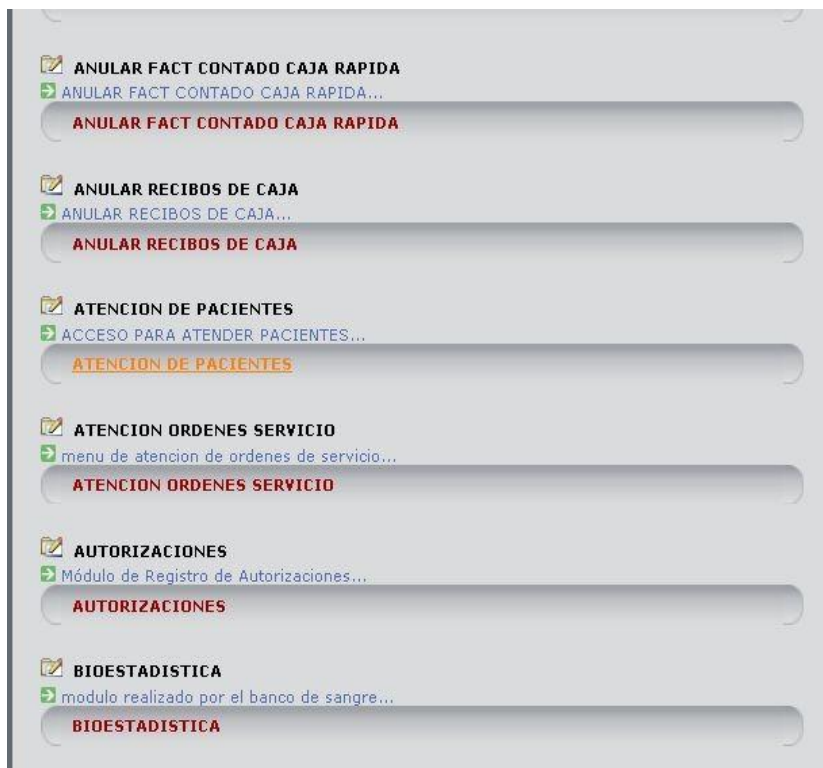 ANULAR FACT CONTADO CAJA RAPIDA
ANULAR FACT CONTADO CAJA RAPIDA...
ANULAR FACT CONTADO CAJA RAPIDA
ANULAR RECIBOS DE CAJA
ANULAR RECIBOS DE CAJA...
ANULAR RECIBOS DE CAJA
ATENCION DE PACIENTES
ACCESO PARA ATENDER PACIENTES...
ATENCION DE PACIENTES
ATENCION ORDENES SERVICIO
menu de atencion de ordenes de servicio...
ATENCION ORDENES SERVICIO
AUTORIZACIONES
Módulo de Registro de Autorizaciones...
AUTORIZACIONES
BIOESTADISTICA
modulo realizado por el banco de sangre...
BIOESTADISTICA